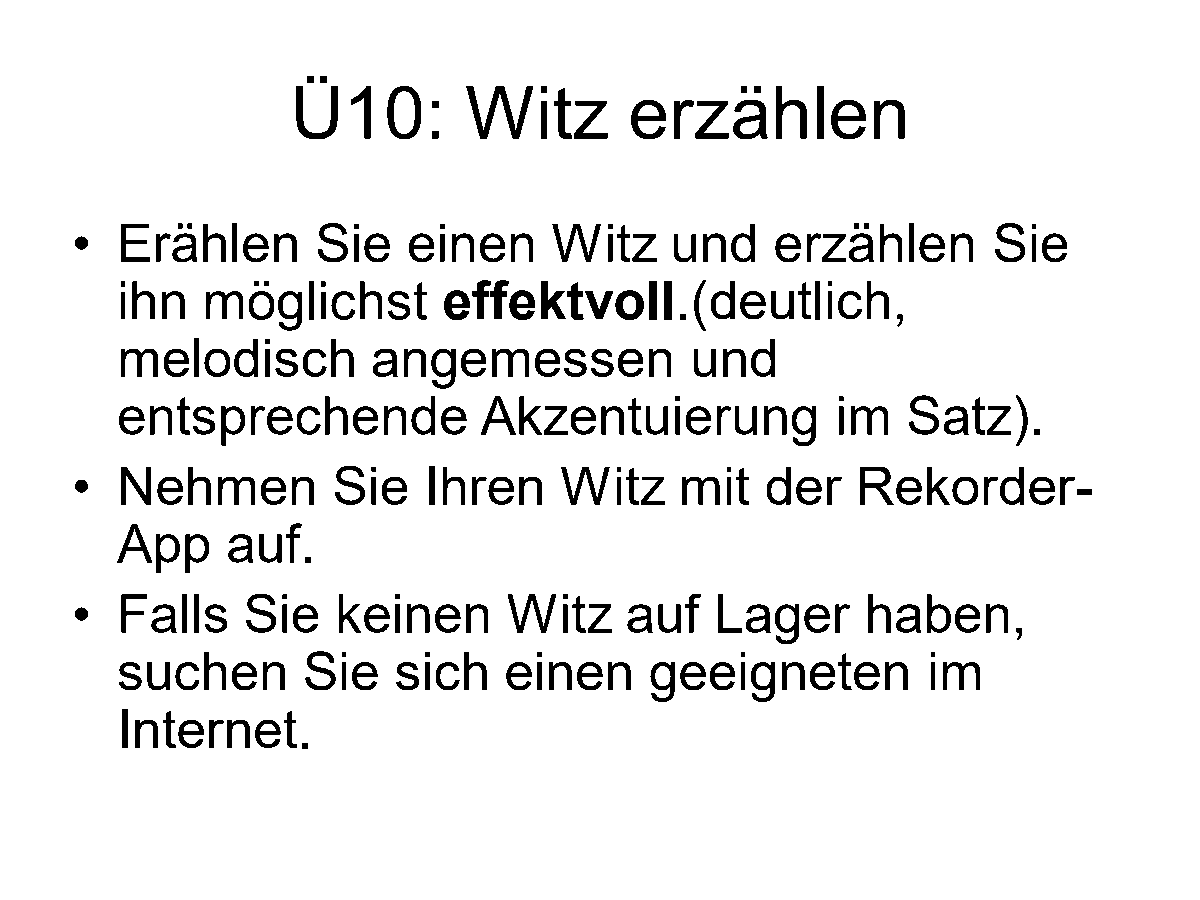 Ü10: Witz erzählen
• Erählen Sie einen Witz und erzählen Sie
ihn möglichst effektvoll.(deutlich,
melodisch angemessen und
entsprechende Akzentuierung im Satz).
• Nehmen Sie Ihren Witz mit der Rekorder-
App auf.
• Falls Sie keinen Witz auf Lager haben,
suchen Sie sich einen geeigneten im
Internet.